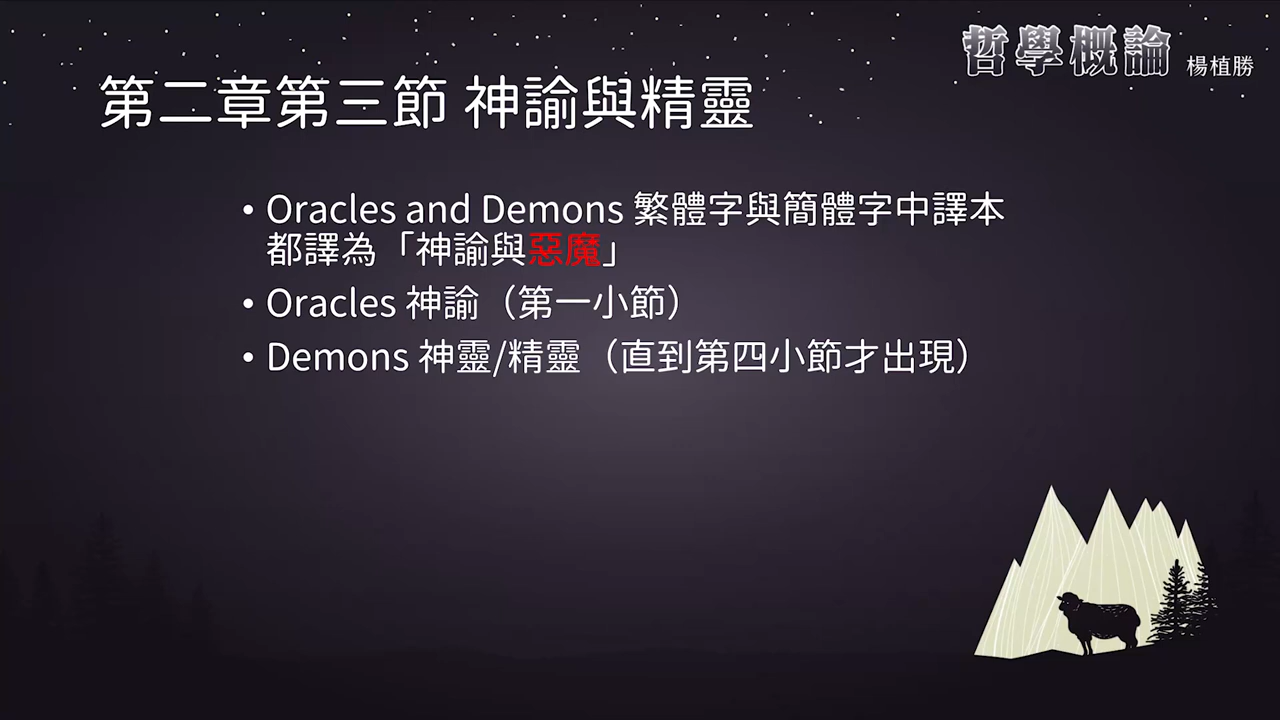 哲學概論 楊植勝
第二章第三節 神諭與精靈
• Oracles and Demons 繁體字與簡體字中譯本
都譯為「神諭與惡魔」
• Oracles 神諭（第一小節）
• Demons 神靈/精靈（直到第四小節才出現）